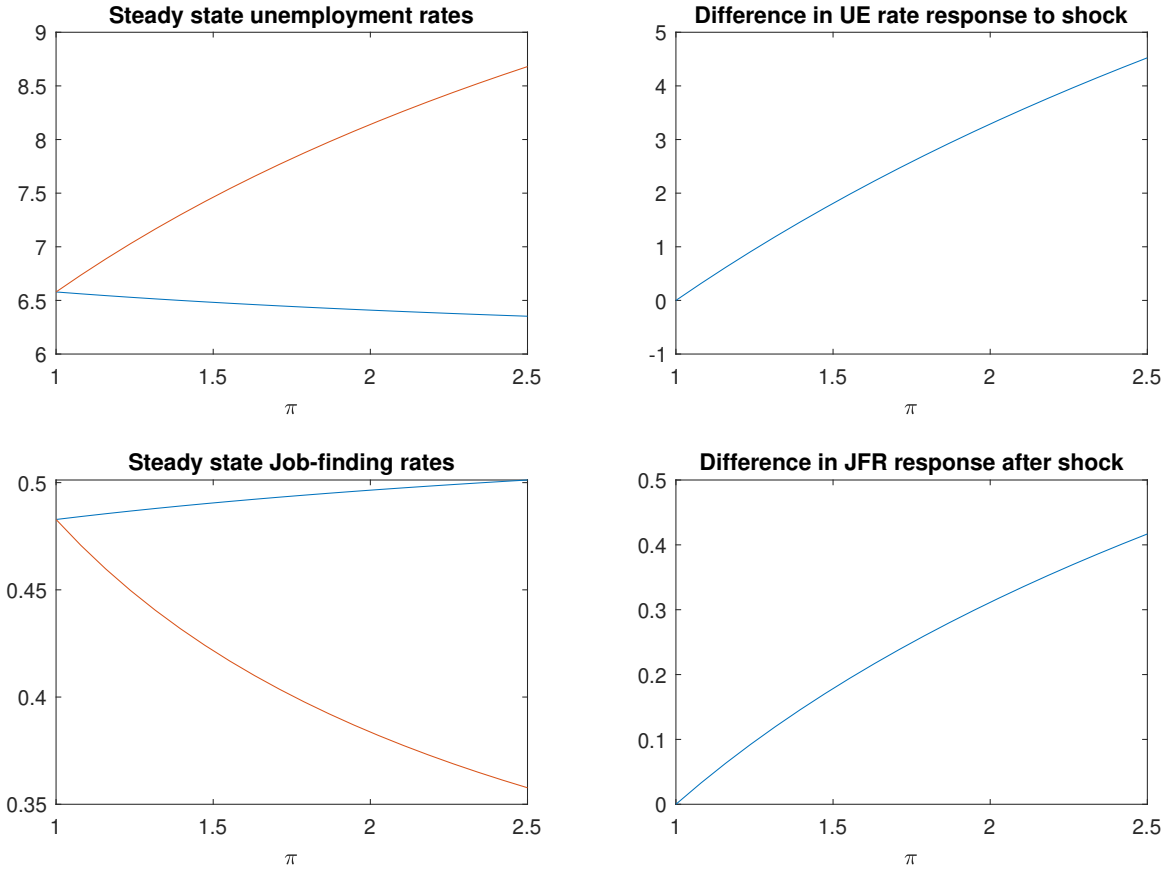 Steady state unemployment rates
9
8.5
8
7.5
7
6.5
6
1 1.5 2 2.5
π
Difference in UE rate response to shock
5
4
3
2
1
0
-1
1 1.5 2 2.5
π
Steady state Job-finding rates
0.5
0.45
0.4
0.35
1 1.5 2 2.5
π
Difference in JFR response after shock
0.5
0.4
0.3
0.2
0.1
0
1 1.5 2 2.5
π